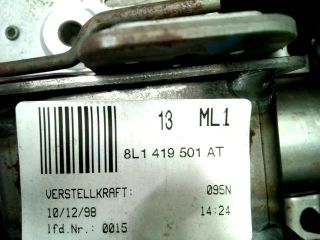 13 ML1
8L1 419 501 AT
VERSTELLKRAFT: 095N
10/12/98 14:24
lfd.Nr.: 0015